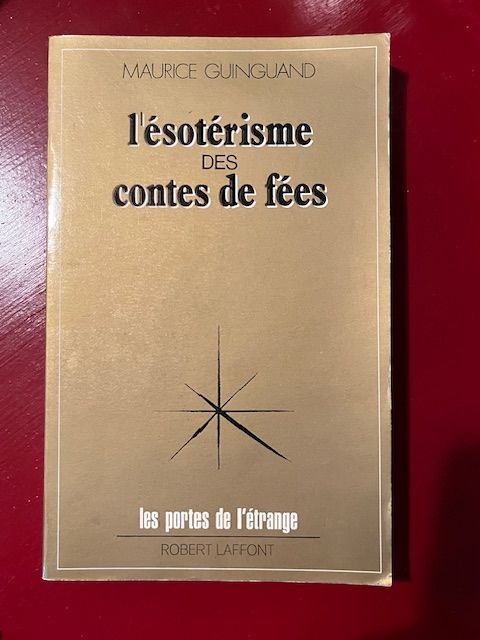 MAURICE GUINGUAND
l'ésotérisme
DES
contes de fées
les portes de l'étrange
ROBERT LAFFONT